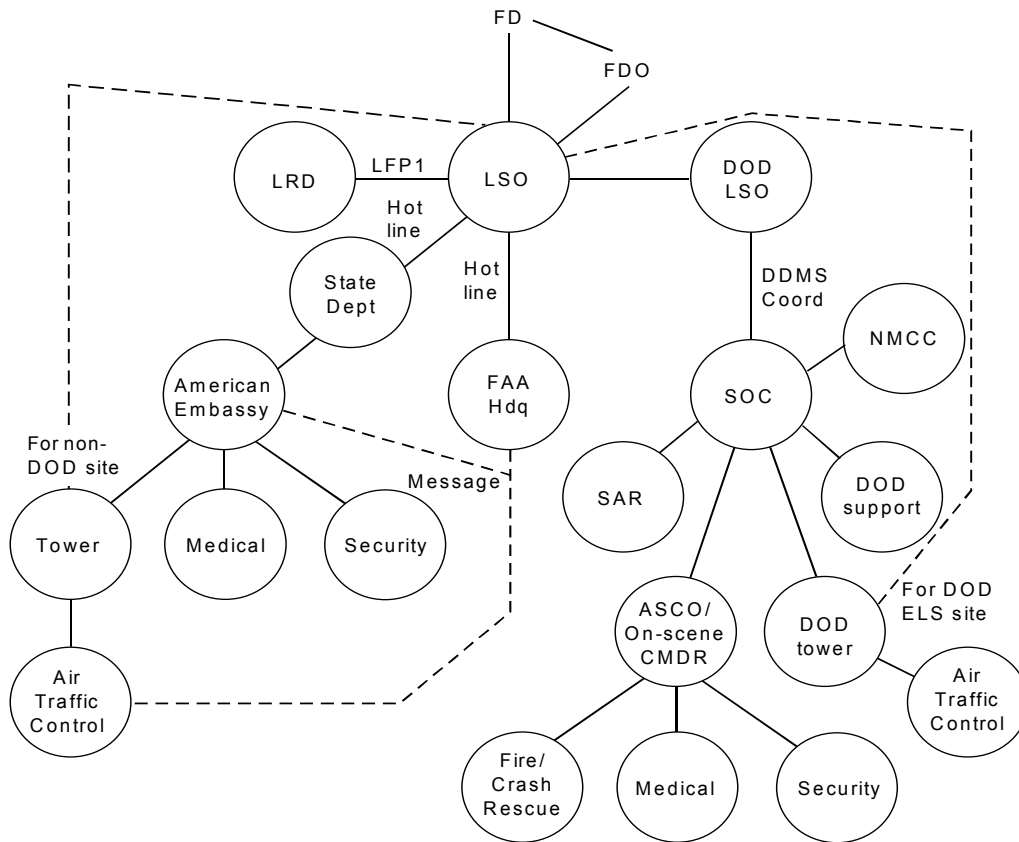 FD
FDO
LRD
LFP1
LSO
DOD
LSO
Hot
line
Hot
line
State
Dept
DDMS
Coord
NMCC
American
Embassy
FAA
Hdq
SOC
For non-
DOD site
Message
SAR
DOD
support
Tower
Medical
Security
For DOD
ELS site
ASCO/
On-scene
CMDR
DOD
tower
Air
Traffic
Control
Air
Traffic
Control
Fire/
Crash
Rescue
Medical
Security